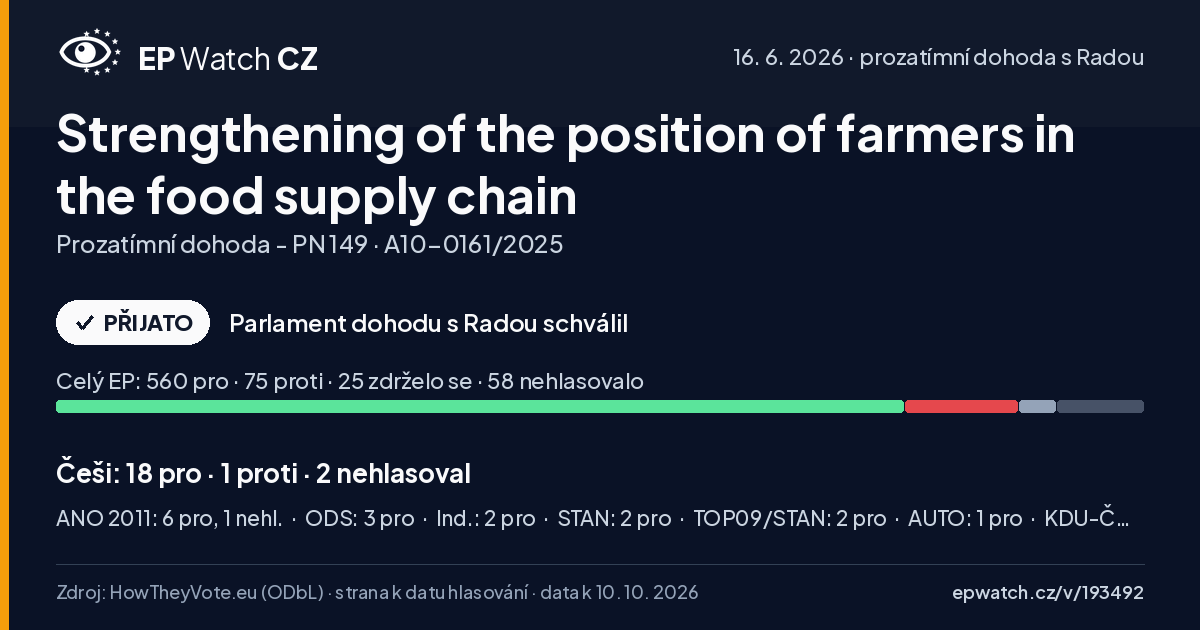 EP Watch CZ
16. 6. 2026 · prozatímní dohoda s Radou
Strengthening of the position of farmers in
the food supply chain
Prozatímní dohoda - PN 149 · A10-0161/2025
✓ PŘIJATO
Parlament dohodu s Radou schválil
Celý EP: 560 pro · 75 proti · 25 zdrželo se · 58 nehlasovalo
Češi: 18 pro · 1 proti · 2 nehlasoval
ANO 2011: 6 pro, 1 nehl. · ODS: 3 pro · Ind.: 2 pro · STAN: 2 pro · TOP09/STAN: 2 pro · AUTO: 1 pro · KDU-Č…
Zdroj: HowTheyVote.eu (ODbL) · strana k datu hlasování · data k 10. 10. 2026
epwatch.cz/v/193492